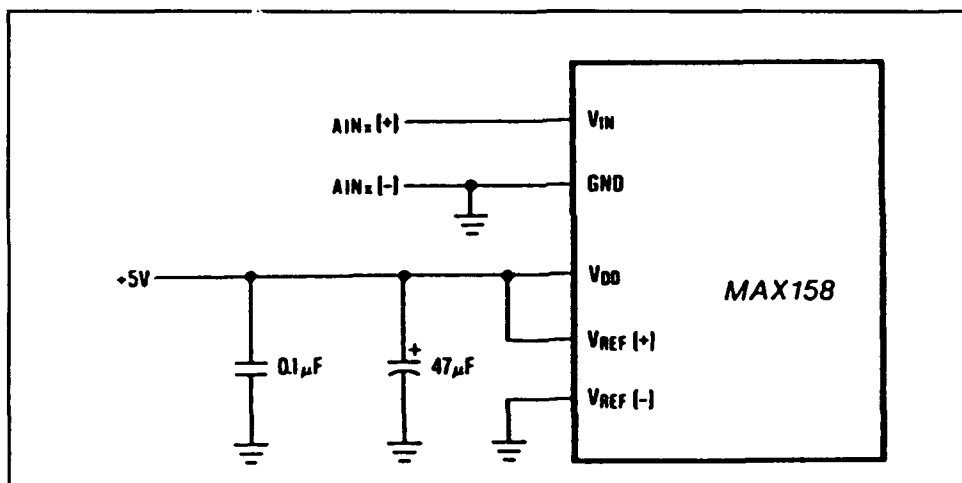 AINx(+)
VIN
AINx(-)
GND
+5V
VDD
MAX158
0.1µF
+
47µF
VREF(+)
VREF(-)